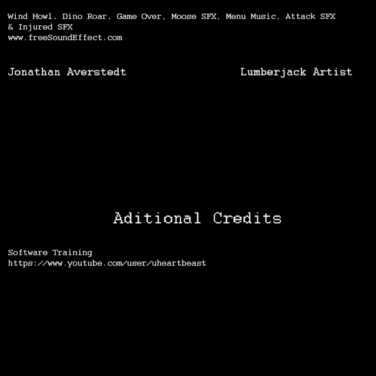 Wind Howl, Dino Roar, Game Over, Moose SFX, Menu Music, Attack SFX
& Injured SFX
www.freeSoundEffect.com
Jonathan Averstedt Lumberjack Artist
Aditional Credits
Software Training
https://www.youtube.com/user/uheartbeast